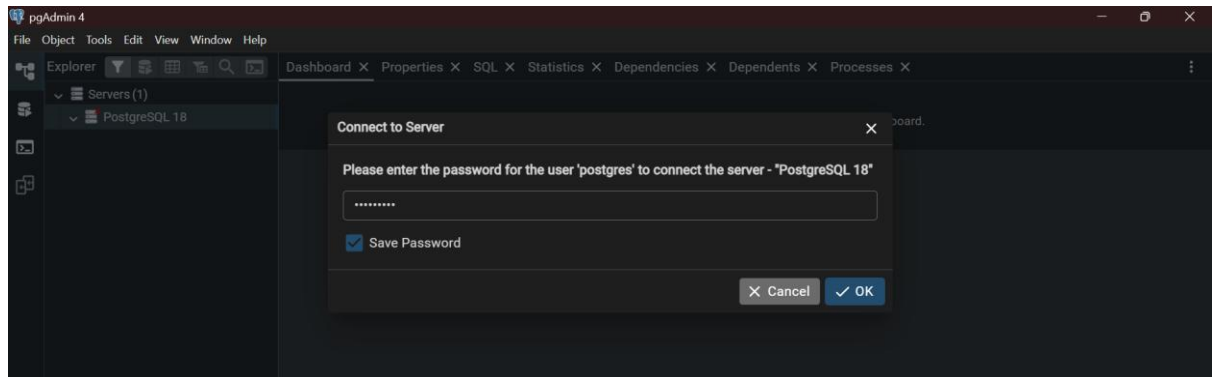 pgAdmin 4
File Object Tools Edit View Window Help
Explorer
Dashboard Properties SQL Statistics Dependencies Dependents Processes
Servers (1)
PostgreSQL 18
board.
Connect to Server
Please enter the password for the user 'postgres' to connect the server - "PostgreSQL 18"
•••••••••
Save Password
Cancel OK